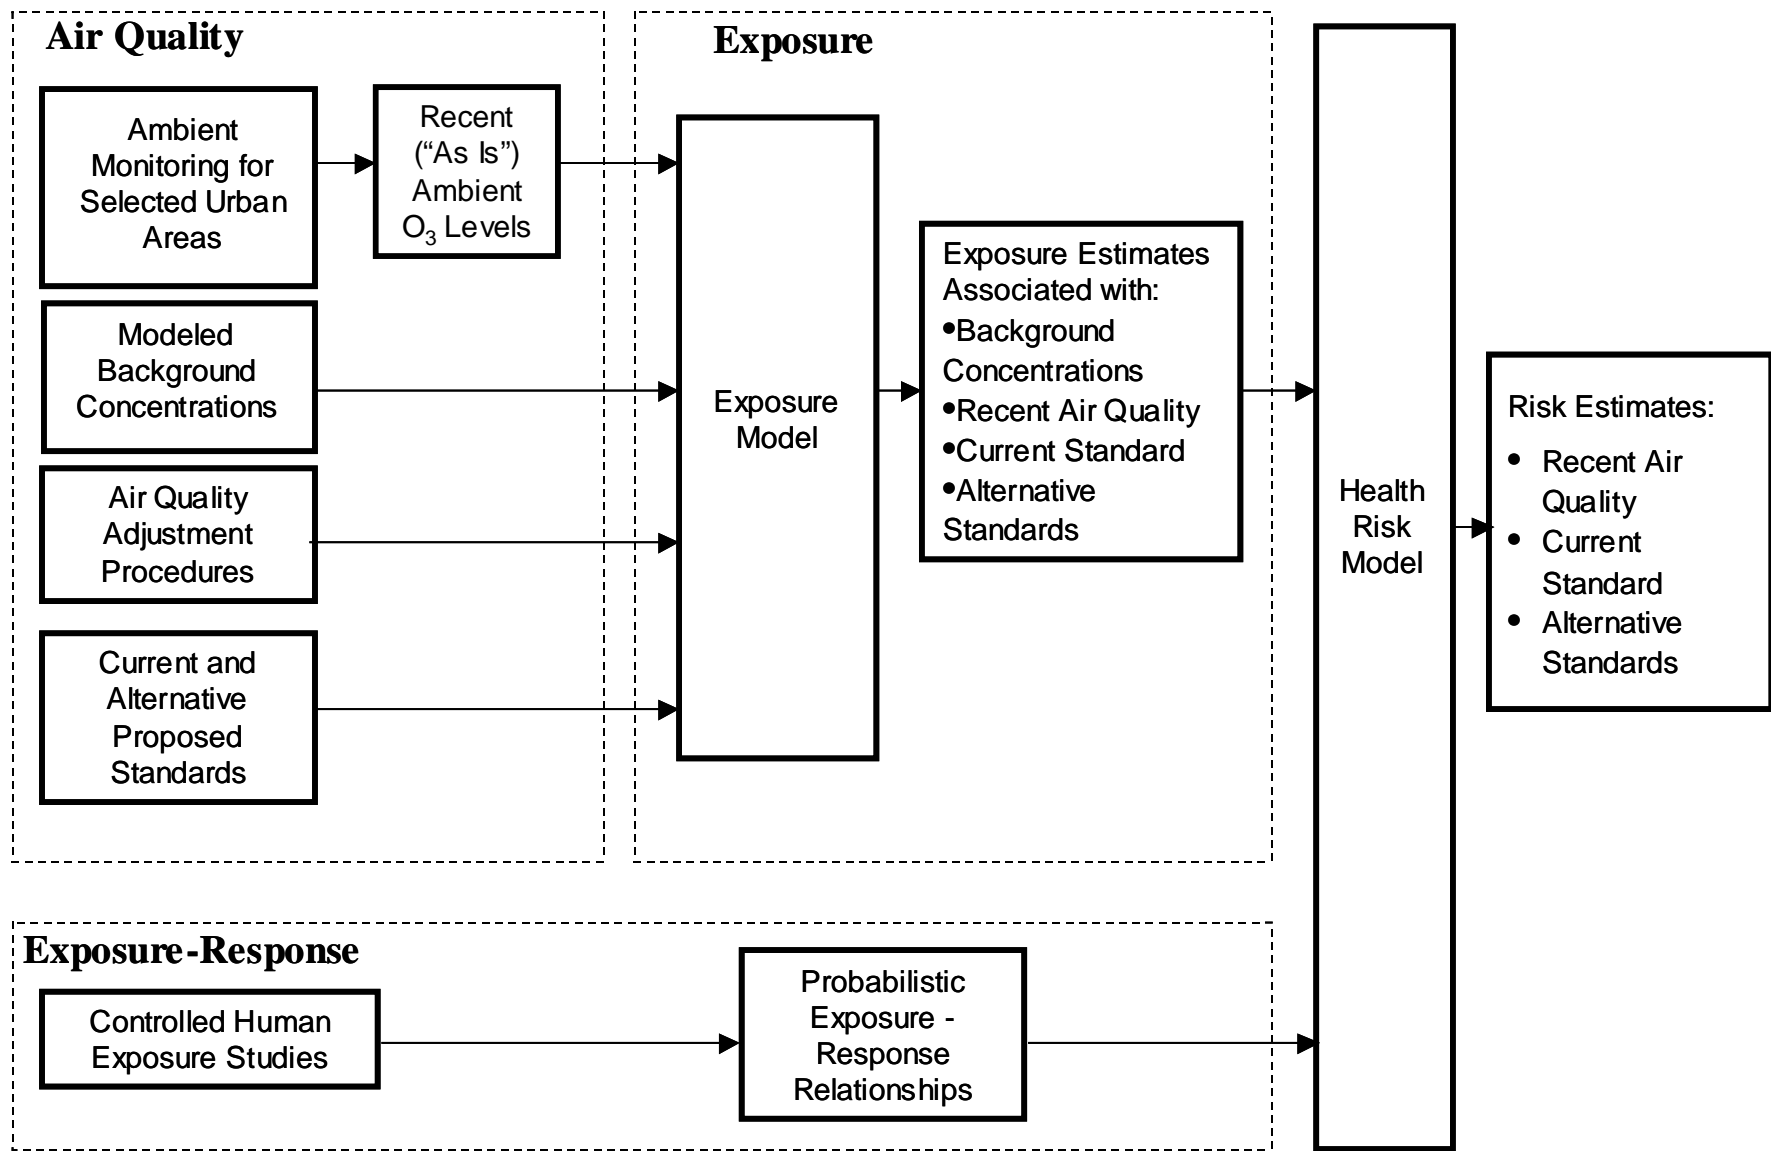 Air Quality
Ambient
Monitoring for
Selected Urban
Areas
Recent
(“As Is”)
Ambient
O₃ Levels
Modeled
Background
Concentrations
Air Quality
Adjustment
Procedures
Current and
Alternative
Proposed
Standards
Exposure
Exposure
Model
Exposure Estimates
Associated with:
•Background
Concentrations
•Recent Air Quality
•Current Standard
•Alternative
Standards
Exposure-Response
Controlled Human
Exposure Studies
Probabilistic
Exposure -
Response
Relationships
Health
Risk
Model
Risk Estimates:
• Recent Air
Quality
• Current
Standard
• Alternative
Standards